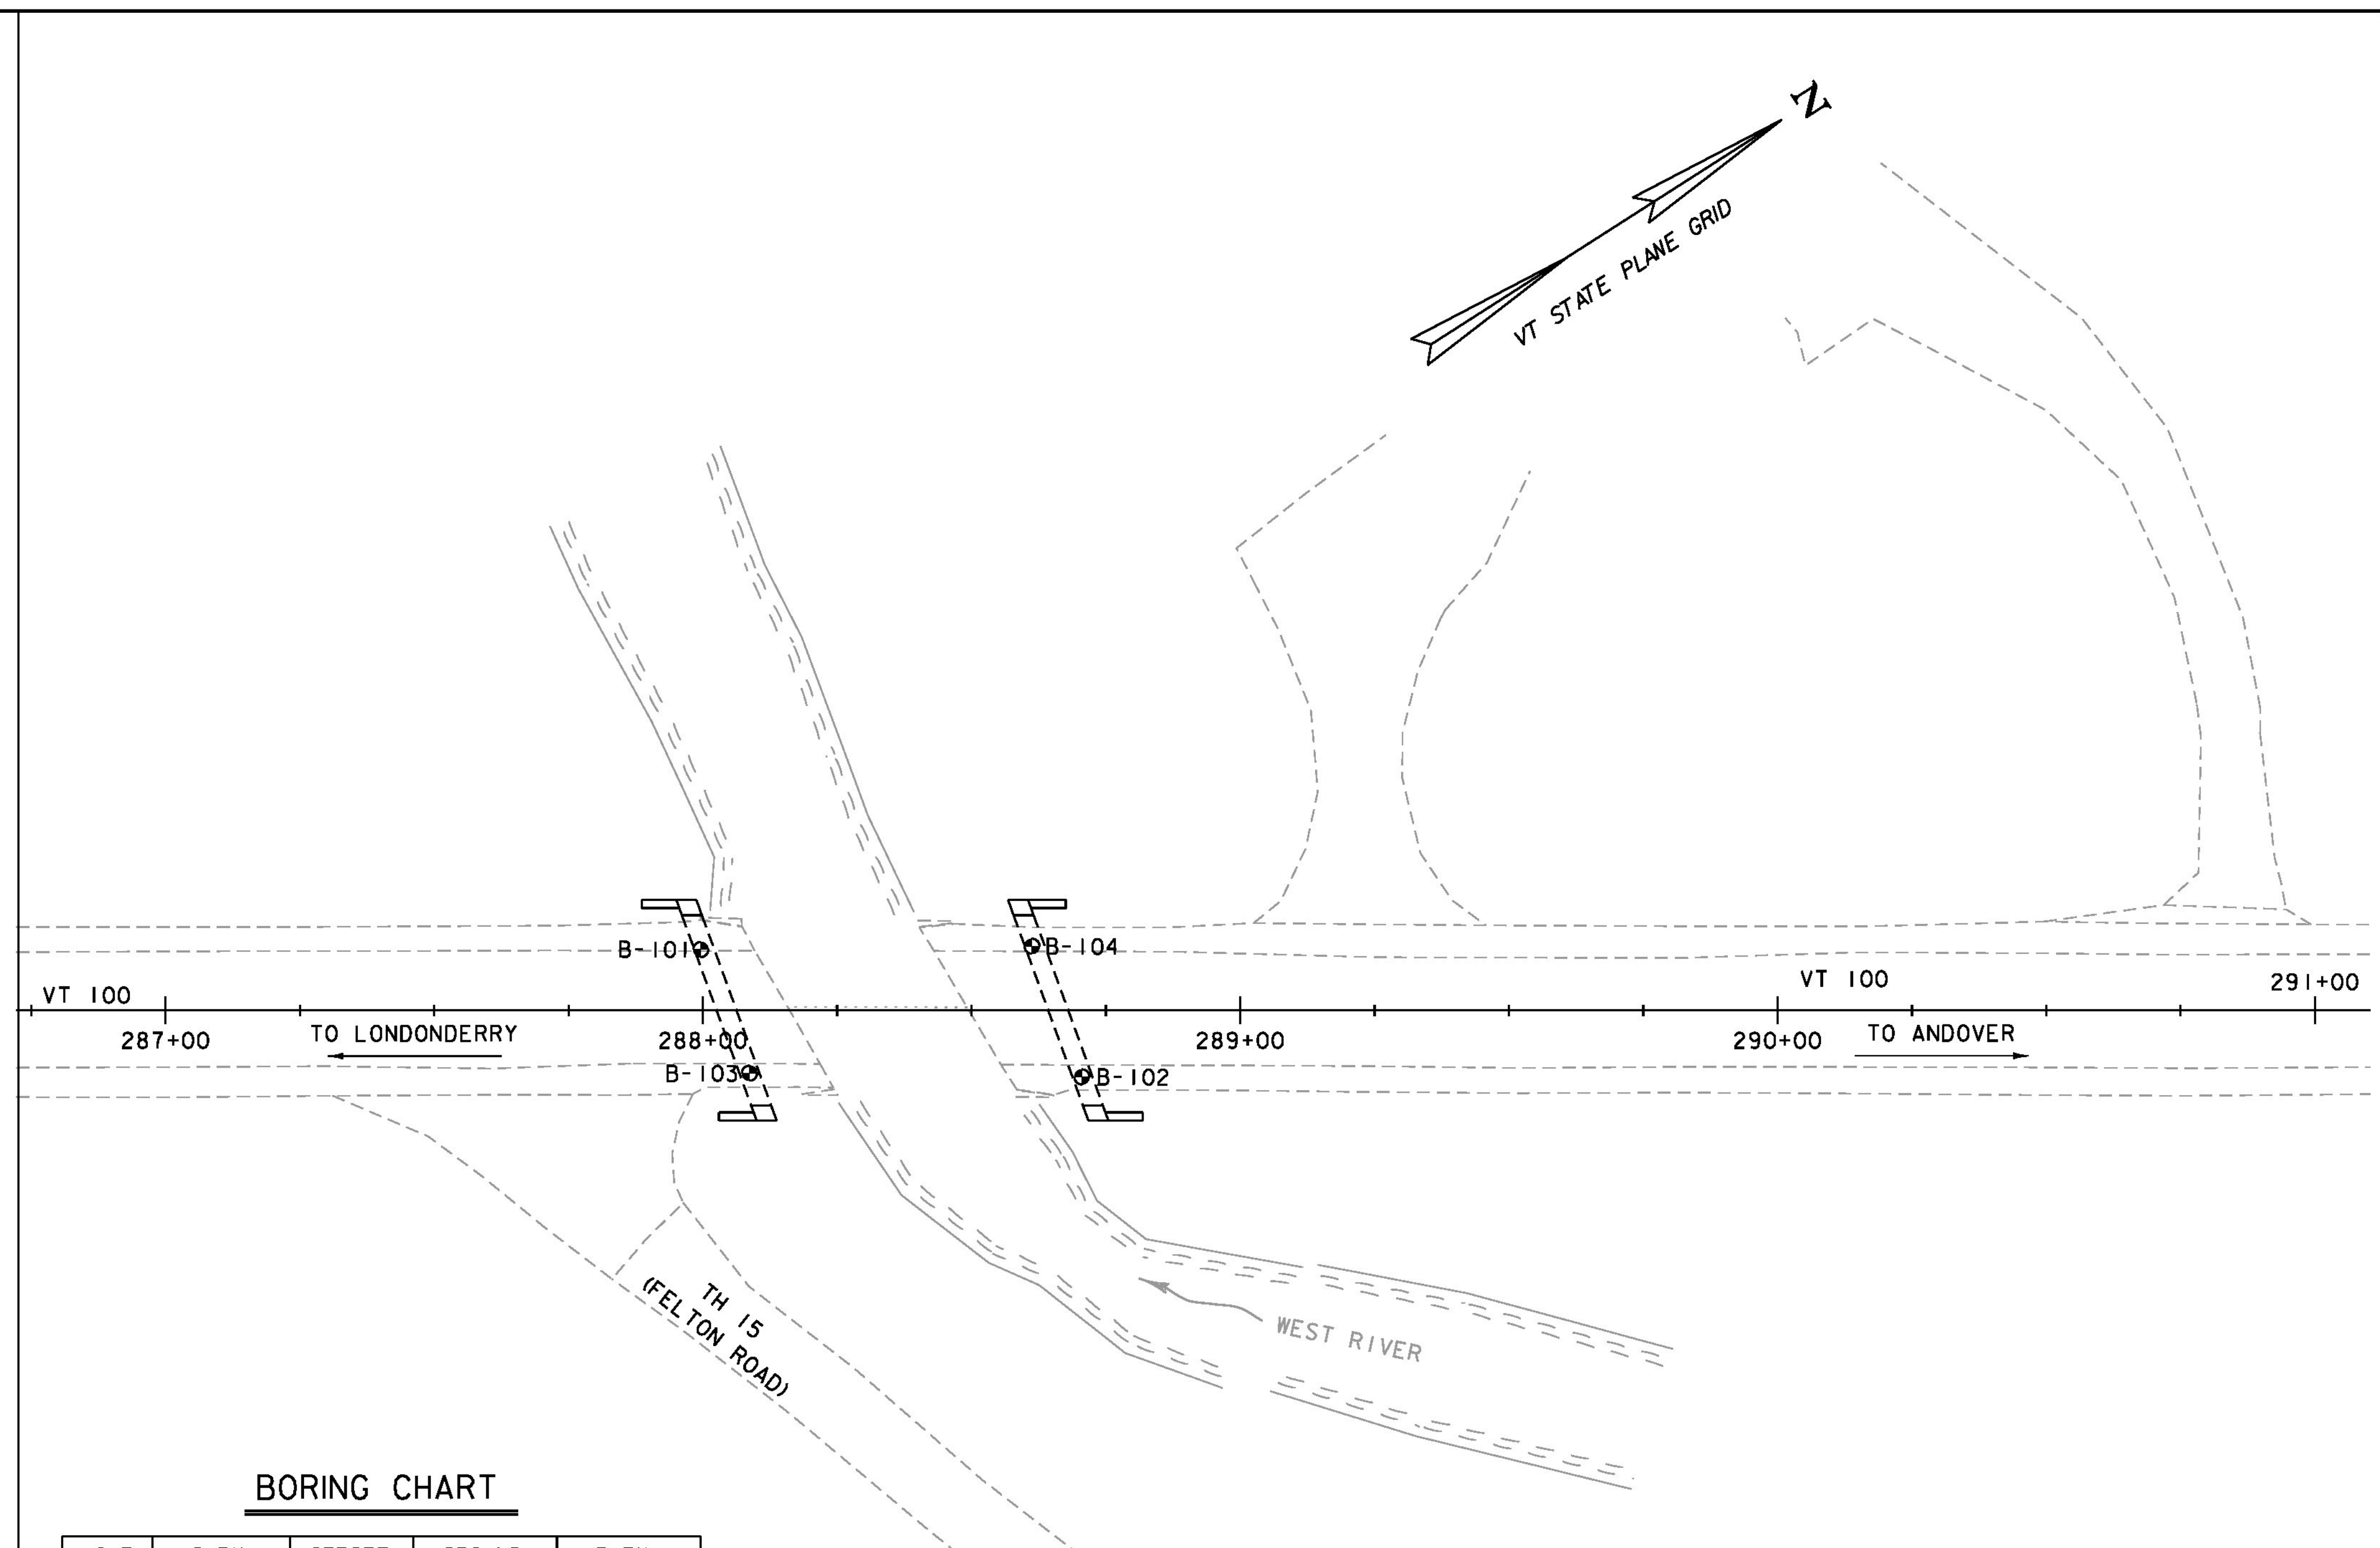 N
VT STATE PLANE GRID
B-101
B-104
VT 100
VT 100
291+00
287+00
TO LONDONDERRY
288+00
289+00
290+00
TO ANDOVER
B-103
B-102
TH 15
(FELTON ROAD)
WEST RIVER
BORING CHART